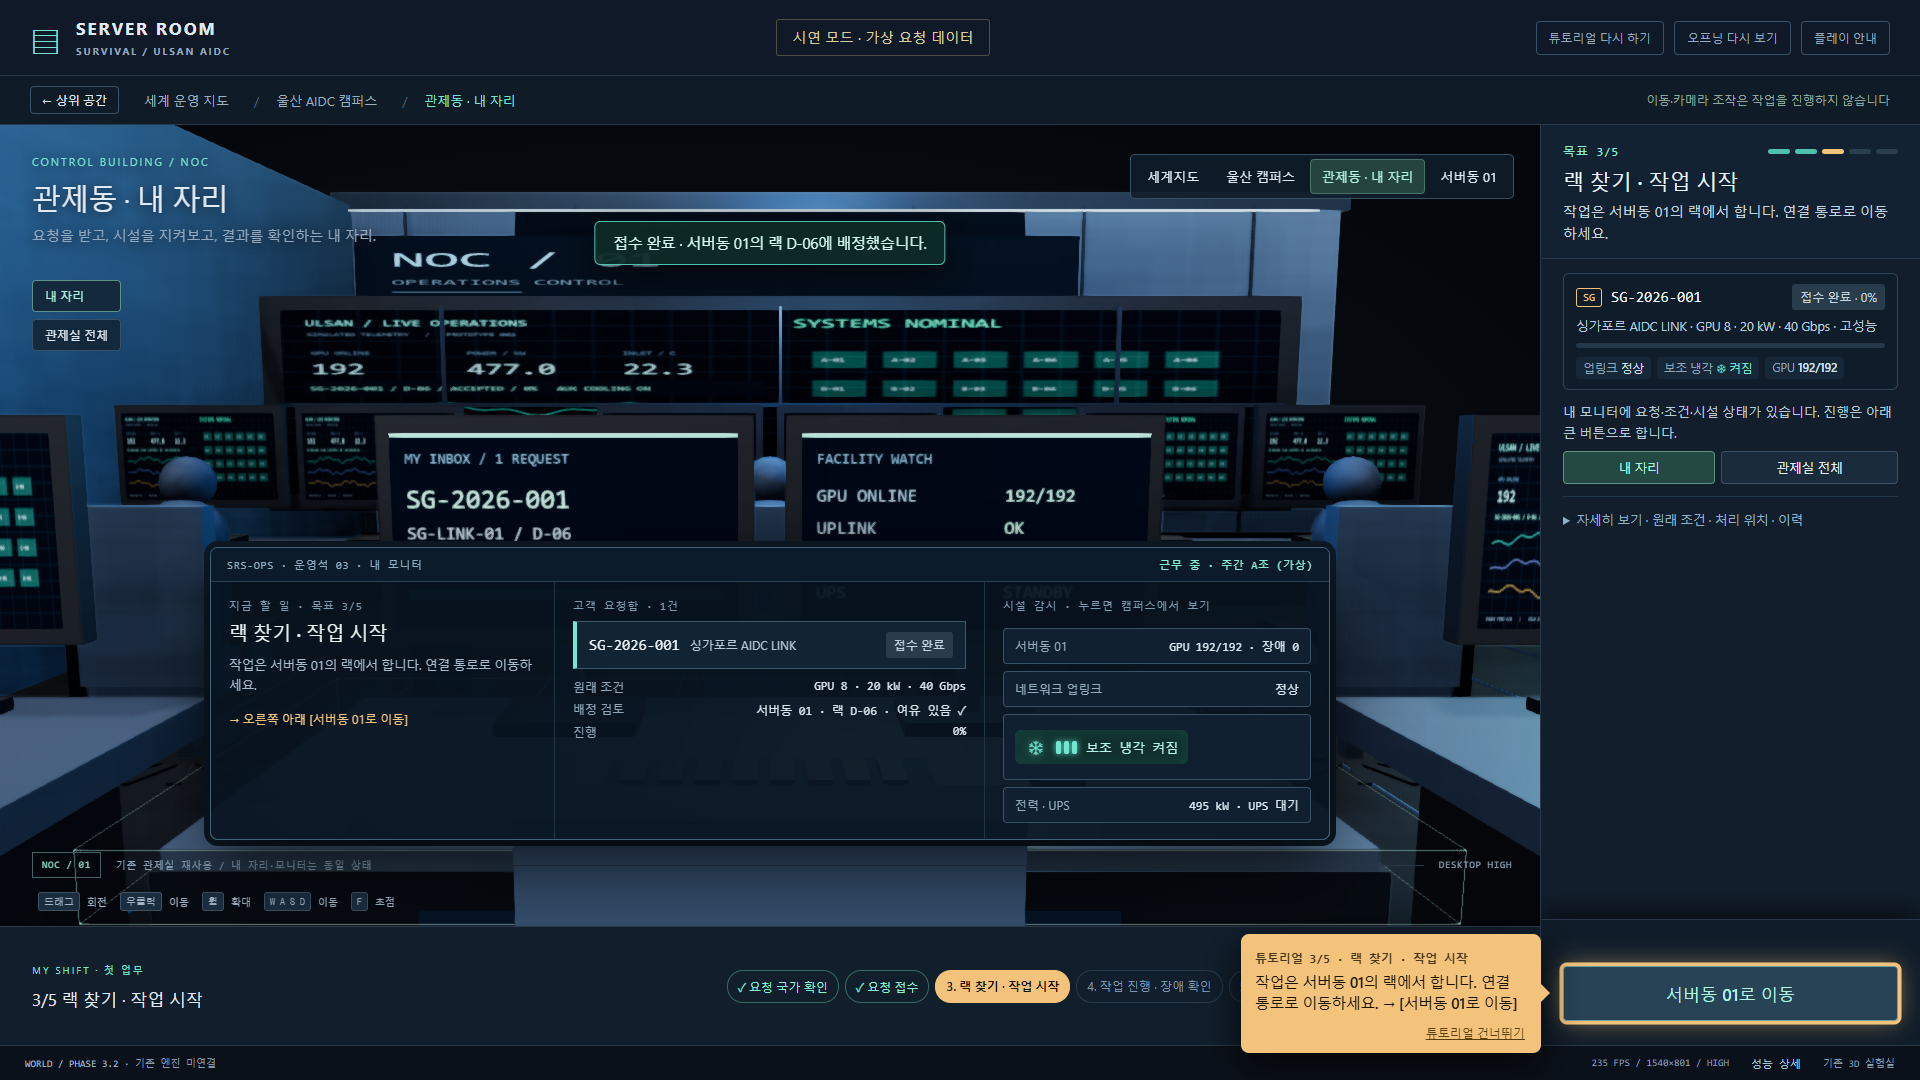 SERVER ROOM
SURVIVAL / ULSAN AIDC
시연 모드 · 가상 요청 데이터
튜토리얼 다시 하기
오프닝 다시 보기
플레이 안내
← 상위 공간
세계 운영 지도 / 울산 AIDC 캠퍼스 / 관제동 · 내 자리
이동·카메라 조작은 작업을 진행하지 않습니다
CONTROL BUILDING / NOC
관제동 · 내 자리
요청을 받고, 시설을 지켜보고, 결과를 확인하는 내 자리.
내 자리
관제실 전체
세계지도
울산 캠퍼스
관제동 · 내 자리
서버동 01
접수 완료 · 서버동 01의 랙 D-06에 배정했습니다.
NOC / 01
OPERATIONS CONTROL
ULSAN / LIVE OPERATIONS
GPU ONLINE
POWER / kW
INLET / C
192
477.0
22.3
SG-2026-001 / D-06 / ACCEPTED / 0% AUX COOLING ON
SYSTEMS NOMINAL
MY INBOX / 1 REQUEST
SG-2026-001
SG-LINK-01 / D-06
FACILITY WATCH
GPU ONLINE 192/192
UPLINK OK
UPS STANDBY
SRS-OPS · 운영석 03 · 내 모니터
근무 중 · 주간 A조 (가상)
지금 할 일 · 목표 3/5
랙 찾기 · 작업 시작
작업은 서버동 01의 랙에서 합니다. 연결 통로로 이동하
세요.
→ 오른쪽 아래 [서버동 01로 이동]
고객 요청함 · 1건
SG-2026-001 싱가포르 AIDC LINK 접수 완료
원래 조건 GPU 8 · 20 kW · 40 Gbps
배정 검토 서버동 01 · 랙 D-06 · 여유 있음 ✓
진행 0%
시설 감시 · 누르면 캠퍼스에서 보기
서버동 01 GPU 192/192 · 장애 0
네트워크 업링크 정상
보조 냉각 켜짐
전력 · UPS 495 kW · UPS 대기
NOC / 01
기존 관제실 재사용 / 내 자리·모니터는 동일 상태
DESKTOP HIGH
드래그 회전 우클릭 이동 휠 확대 W A S D 이동 F 초점
목표 3/5
랙 찾기 · 작업 시작
작업은 서버동 01의 랙에서 합니다. 연결 통로로 이동
하세요.
SG SG-2026-001 접수 완료 · 0%
싱가포르 AIDC LINK · GPU 8 · 20 kW · 40 Gbps · 고성능
업링크 정상 보조 냉각 ❄ 켜짐 GPU 192/192
내 모니터에 요청·조건·시설 상태가 있습니다. 진행은 아래
큰 버튼으로 합니다.
내 자리
관제실 전체
▶ 자세히 보기 · 원래 조건 · 처리 위치 · 이력
MY SHIFT · 첫 업무
3/5 랙 찾기 · 작업 시작
✓ 요청 국가 확인
✓ 요청 접수
3. 랙 찾기 · 작업 시작
4. 작업 진행 · 장애 확인
튜토리얼 3/5 · 랙 찾기 · 작업 시작
작업은 서버동 01의 랙에서 합니다. 연결
통로로 이동하세요. → [서버동 01로 이동]
튜토리얼 건너뛰기
서버동 01로 이동
WORLD / PHASE 3.2 · 기존 엔진 미연결
235 FPS / 1540×801 / HIGH
성능 상세
기존 3D 실험실